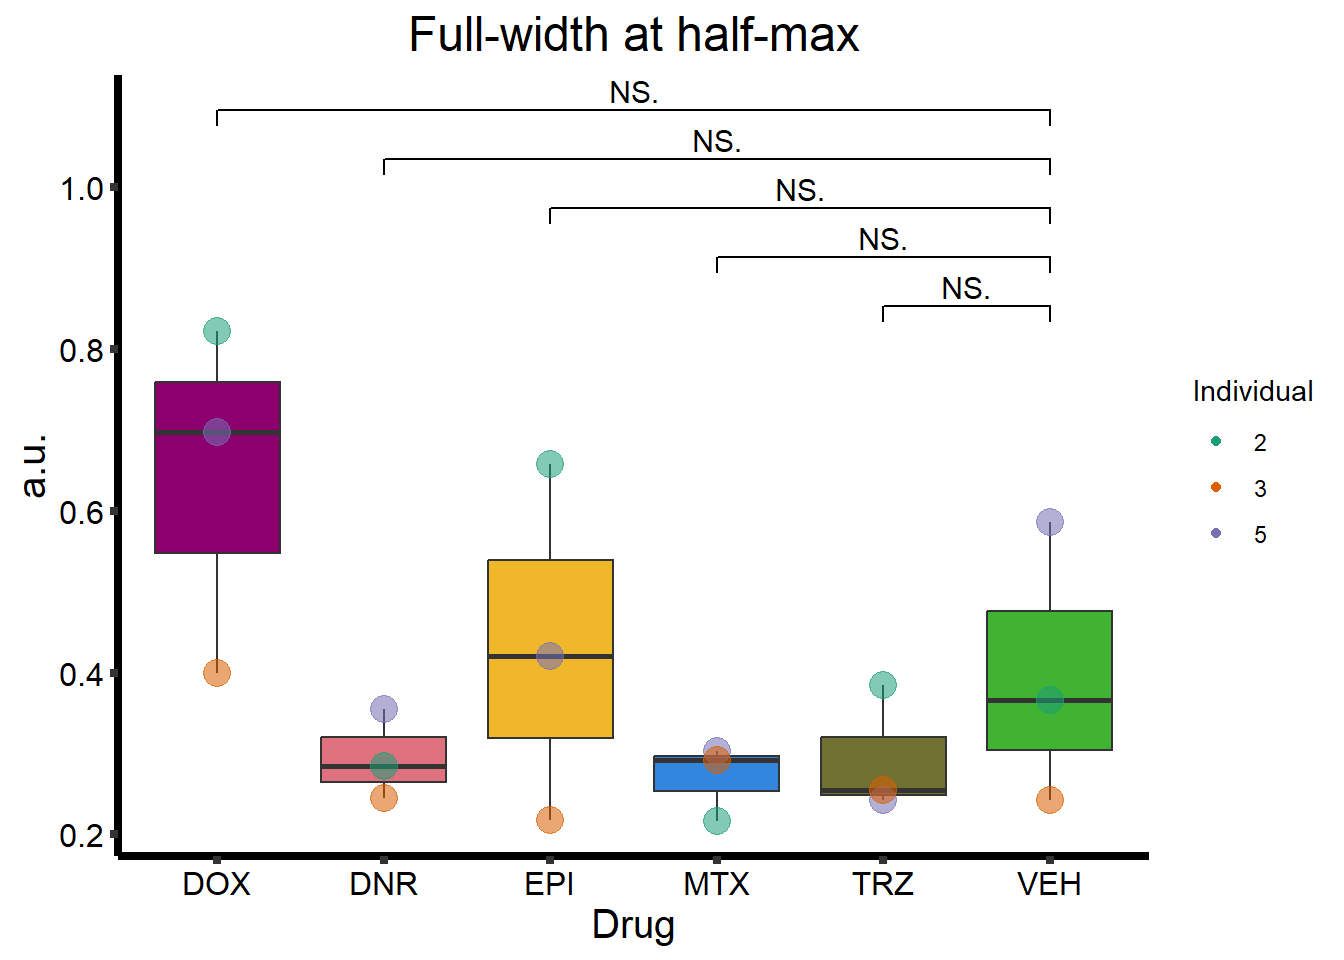 Full-width at half-max
NS.
NS.
NS.
NS.
NS.
1.0
0.8
0.6
0.4
0.2
a.u.
DOX DNR EPI MTX TRZ VEH
Drug
Individual
2
3
5